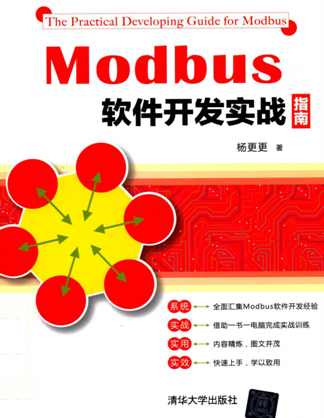 The Practical Developing Guide for Modbus
Modbus
软件开发实战指南
杨更更 著
系统 全面汇集Modbus软件开发经验
实战 借助一书一电脑完成实战训练
实用 内容精炼,图文并茂
实效 快速上手,学以致用
清华大学出版社